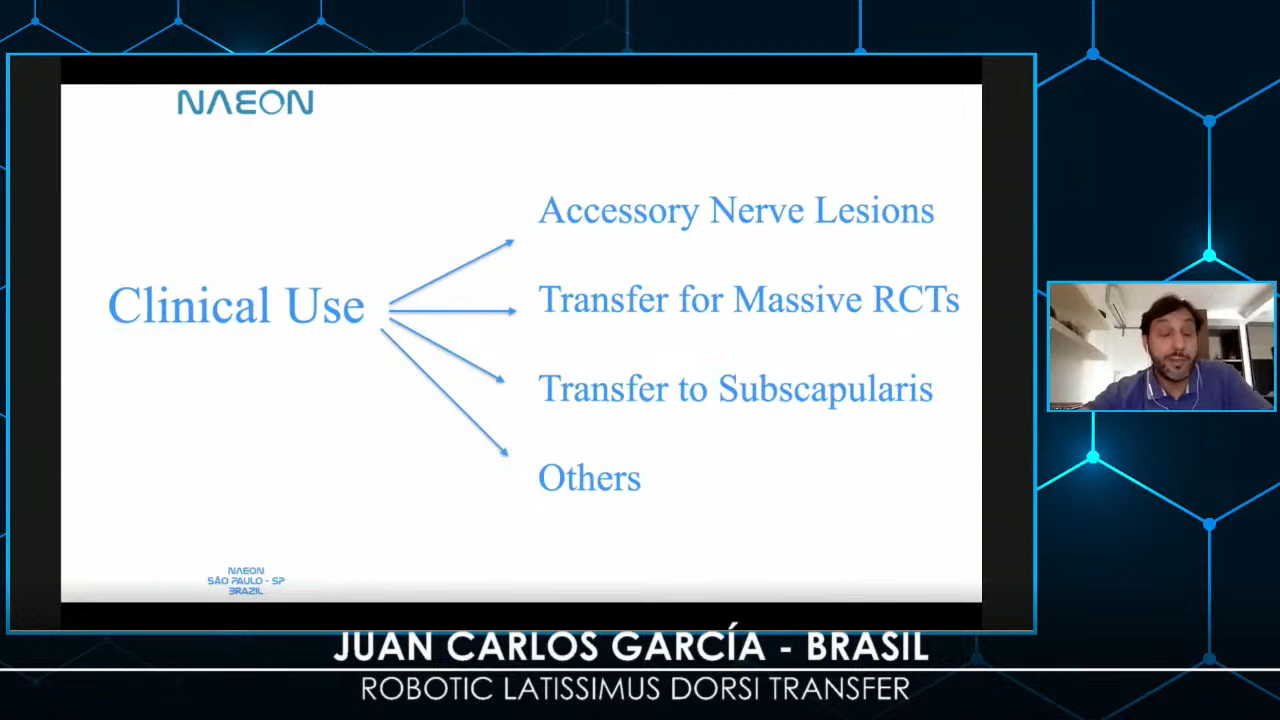 NAEON
Clinical Use
Accessory Nerve Lesions
Transfer for Massive RCTs
Transfer to Subscapularis
Others
NAEON
SÃO PAULO - SP
BRAZIL
JUAN CARLOS GARCÍA - BRASIL
ROBOTIC LATISSIMUS DORSI TRANSFER